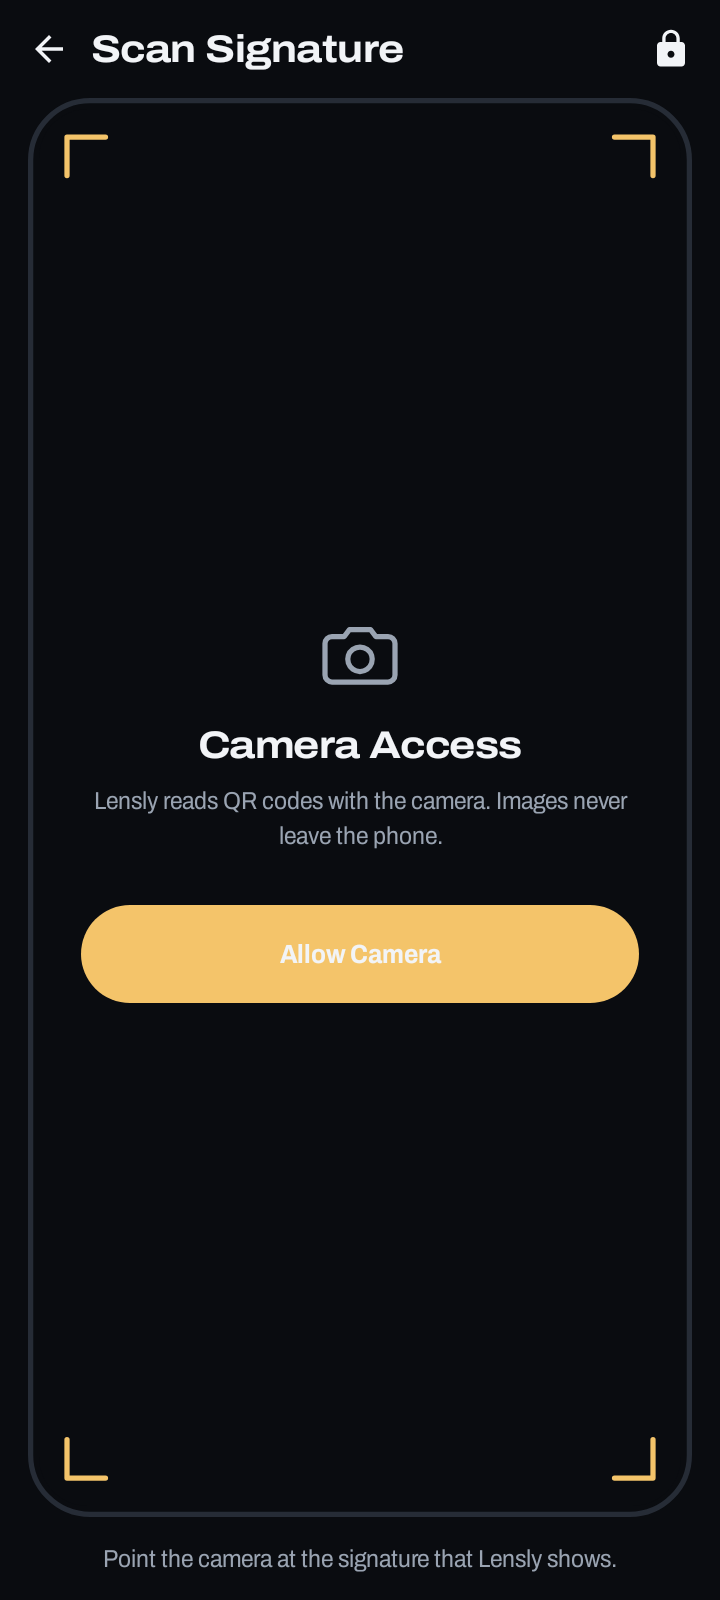 Scan Signature
Camera Access
Lensly reads QR codes with the camera. Images never
leave the phone.
Allow Camera
Point the camera at the signature that Lensly shows.